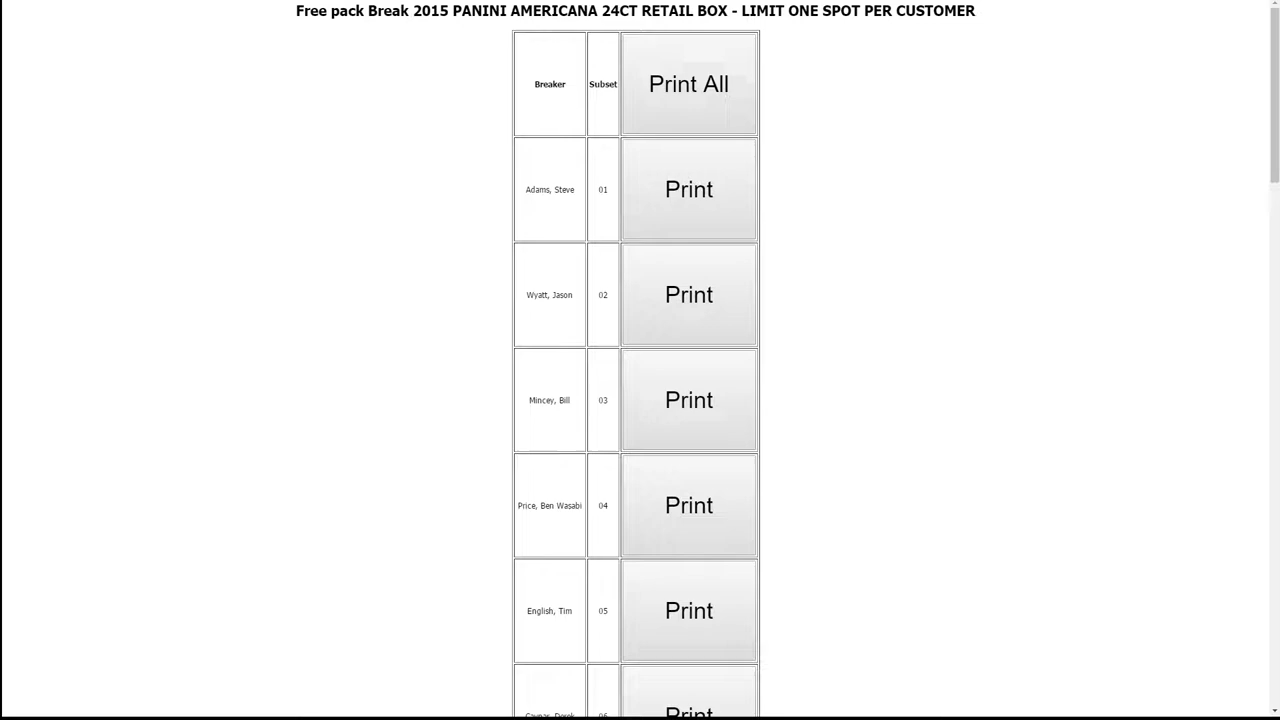 Free pack Break 2015 PANINI AMERICANA 24CT RETAIL BOX - LIMIT ONE SPOT PER CUSTOMER
Breaker Subset Print All
Adams, Steve 01 Print
Wyatt, Jason 02 Print
Mincey, Bill 03 Print
Price, Ben Wasabi 04 Print
English, Tim 05 Print
06 Print